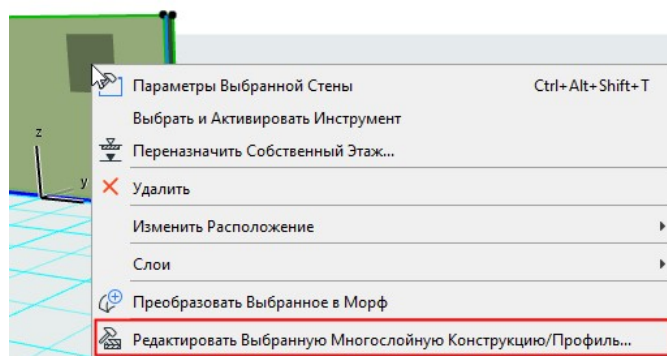 Параметры Выбранной Стены Ctrl+Alt+Shift+T
Выбрать и Активировать Инструмент
z
Переназначить Собственный Этаж...
y
Удалить
Изменить Расположение
Слои
Преобразовать Выбранное в Морф
Редактировать Выбранную Многослойную Конструкцию/Профиль...